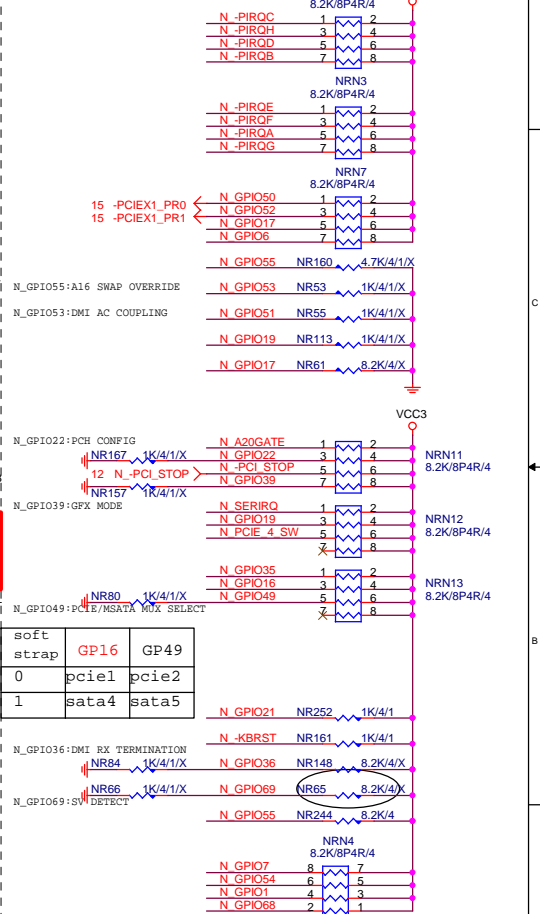 8.2K/8P4R/4
N_-PIRQC 1 2
N_-PIRQH 3 4
N_-PIRQD 5 6
N_-PIRQB 7 8
NRN3
8.2K/8P4R/4
N_-PIRQE 1 2
N_-PIRQF 3 4
N_-PIRQA 5 6
N_-PIRQG 7 8
NRN7
8.2K/8P4R/4
15 -PCIEX1_PR0 N_GPIO50 1 2
15 -PCIEX1_PR1 N_GPIO52 3 4
N_GPIO17 5 6
N_GPIO6 7 8
N_GPIO55 NR160 4.7K/4/1/X
N_GPIO55:A16 SWAP OVERRIDE
N_GPIO53 NR53 1K/4/1/X
C
N_GPIO53:DMI AC COUPLING
N_GPIO51 NR55 1K/4/1/X
N_GPIO19 NR113 1K/4/1/X
N_GPIO17 NR61 8.2K/4/X
VCC3
N_GPIO22:PCH CONFIG
N_A20GATE 1 2
NR167 1K/4/1/X N_GPIO22 3 4 NRN11
12 N_-PCI_STOP N_-PCI_STOP 5 6 8.2K/8P4R/4
NR157 1K/4/1/X N_GPIO39 7 8
N_GPIO39:GFX MODE
N_SERIRQ 1 2
N_GPIO19 3 4 NRN12
N_PCIE_4_SW 5 6 8.2K/8P4R/4
7 8
N_GPIO35 1 2
N_GPIO16 3 4 NRN13
NR80 1K/4/1/X N_GPIO49 5 6 8.2K/8P4R/4
N_GPIO49:PCIE/MSATA MUX SELECT
7 8
soft strap GP16 GP49
0 pcie1 pcie2
B
1 sata4 sata5
N_GPIO21 NR252 1K/4/1
N_-KBRST NR161 1K/4/1
N_GPIO36:DMI RX TERMINATION
NR84 1K/4/1/X N_GPIO36 NR148 8.2K/4/X
NR66 1K/4/1/X N_GPIO69 NR65 8.2K/4/X
N_GPIO69:SV DETECT
N_GPIO55 NR244 8.2K/4
NRN4
8.2K/8P4R/4
N_GPIO7 8 7
N_GPIO54 6 5
N_GPIO1 4 3
N_GPIO68 2 1